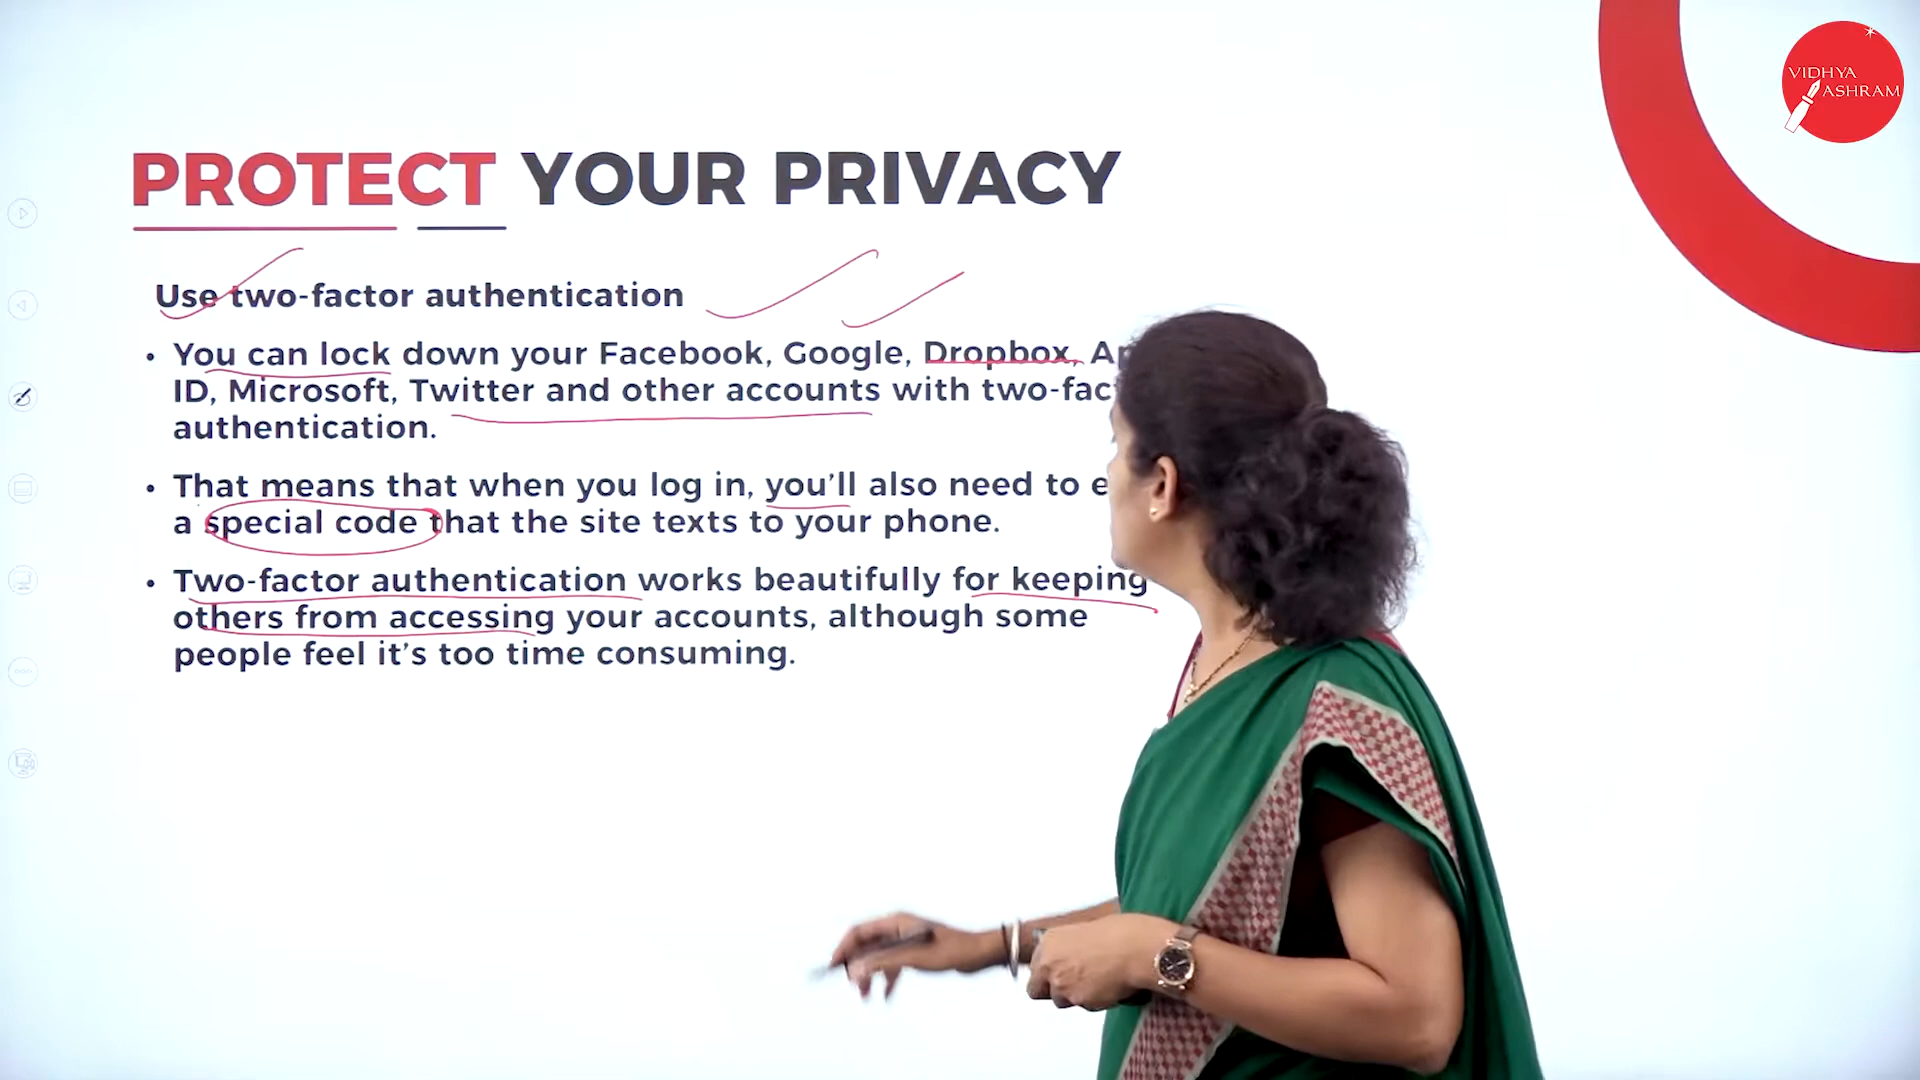 VIDHYA
ASHRAM
PROTECT YOUR PRIVACY
Use two-factor authentication
• You can lock down your Facebook, Google, Dropbox,
ID, Microsoft, Twitter and other accounts with
authentication.
• That means that when you log in, you'll also need to
a special code that the site texts to your phone.
• Two-factor authentication works beautifully for keeping
others from accessing your accounts, although some
people feel it's too time consuming.